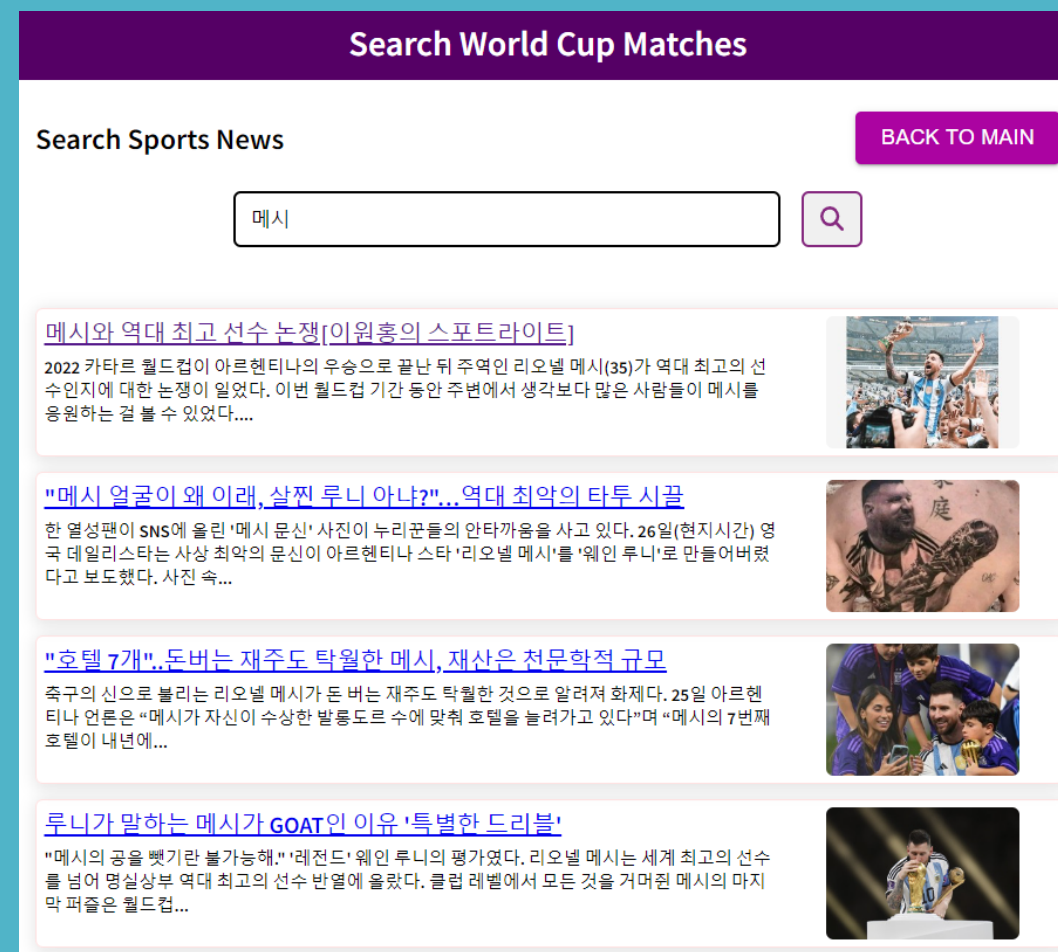 Search World Cup Matches
Search Sports News
BACK TO MAIN
메시
메시와 역대 최고 선수 논쟁[이원홍의 스포트라이트]
2022 카타르 월드컵이 아르헨티나의 우승으로 끝난 뒤 주역인 리오넬 메시(35)가 역대 최고의 선
수인지에 대한 논쟁이 일었다. 이번 월드컵 기간 동안 주변에서 생각보다 많은 사람들이 메시를
응원하는 걸 볼 수 있었다....
"메시 얼굴이 왜 이래, 살찐 루니 아냐?"...역대 최악의 타투 시끌
한 열성팬이 SNS에 올린 '메시 문신' 사진이 누리꾼들의 안타까움을 사고 있다. 26일(현지시간) 영
국 데일리스타는 사상 최악의 문신이 아르헨티나 스타 '리오넬 메시'를 '웨인 루니'로 만들어버렸
다고 보도했다. 사진 속...
家
庭
"호텔 7개"..돈버는 재주도 탁월한 메시, 재산은 천문학적 규모
축구의 신으로 불리는 리오넬 메시가 돈 버는 재주도 탁월한 것으로 알려져 화제다. 25일 아르헨
티나 언론은 “메시가 자신이 수상한 발롱도르 수에 맞춰 호텔을 늘려가고 있다”며 “메시의 7번째
호텔이 내년에...
루니가 말하는 메시가 GOAT인 이유 '특별한 드리블'
"메시의 공을 뺏기란 불가능해." '레전드' 웨인 루니의 평가였다. 리오넬 메시는 세계 최고의 선수
를 넘어 명실상부 역대 최고의 선수 반열에 올랐다. 클럽 레벨에서 모든 것을 거머쥔 메시의 마지
막 퍼즐은 월드컵...
10